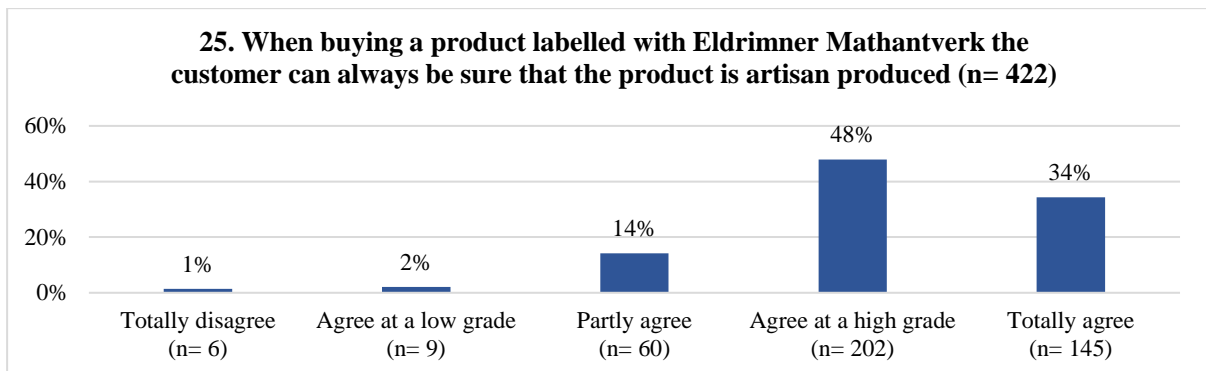 25. When buying a product labelled with Eldrimner Mathantverk the
customer can always be sure that the product is artisan produced (n= 422)
60%
40%
20%
0%
1%
2%
14%
48%
34%
Totally disagree
(n= 6)
Agree at a low grade
(n= 9)
Partly agree
(n= 60)
Agree at a high grade
(n= 202)
Totally agree
(n= 145)